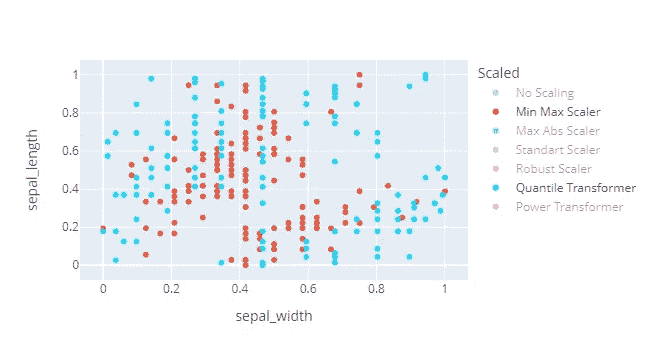 Scaled
No Scaling
Min Max Scaler
Max Abs Scaler
Standart Scaler
Robust Scaler
Quantile Transformer
Power Transformer
1
0.8
0.6
0.4
0.2
0
sepal_length
0
0.2
0.4
0.6
0.8
1
sepal_width